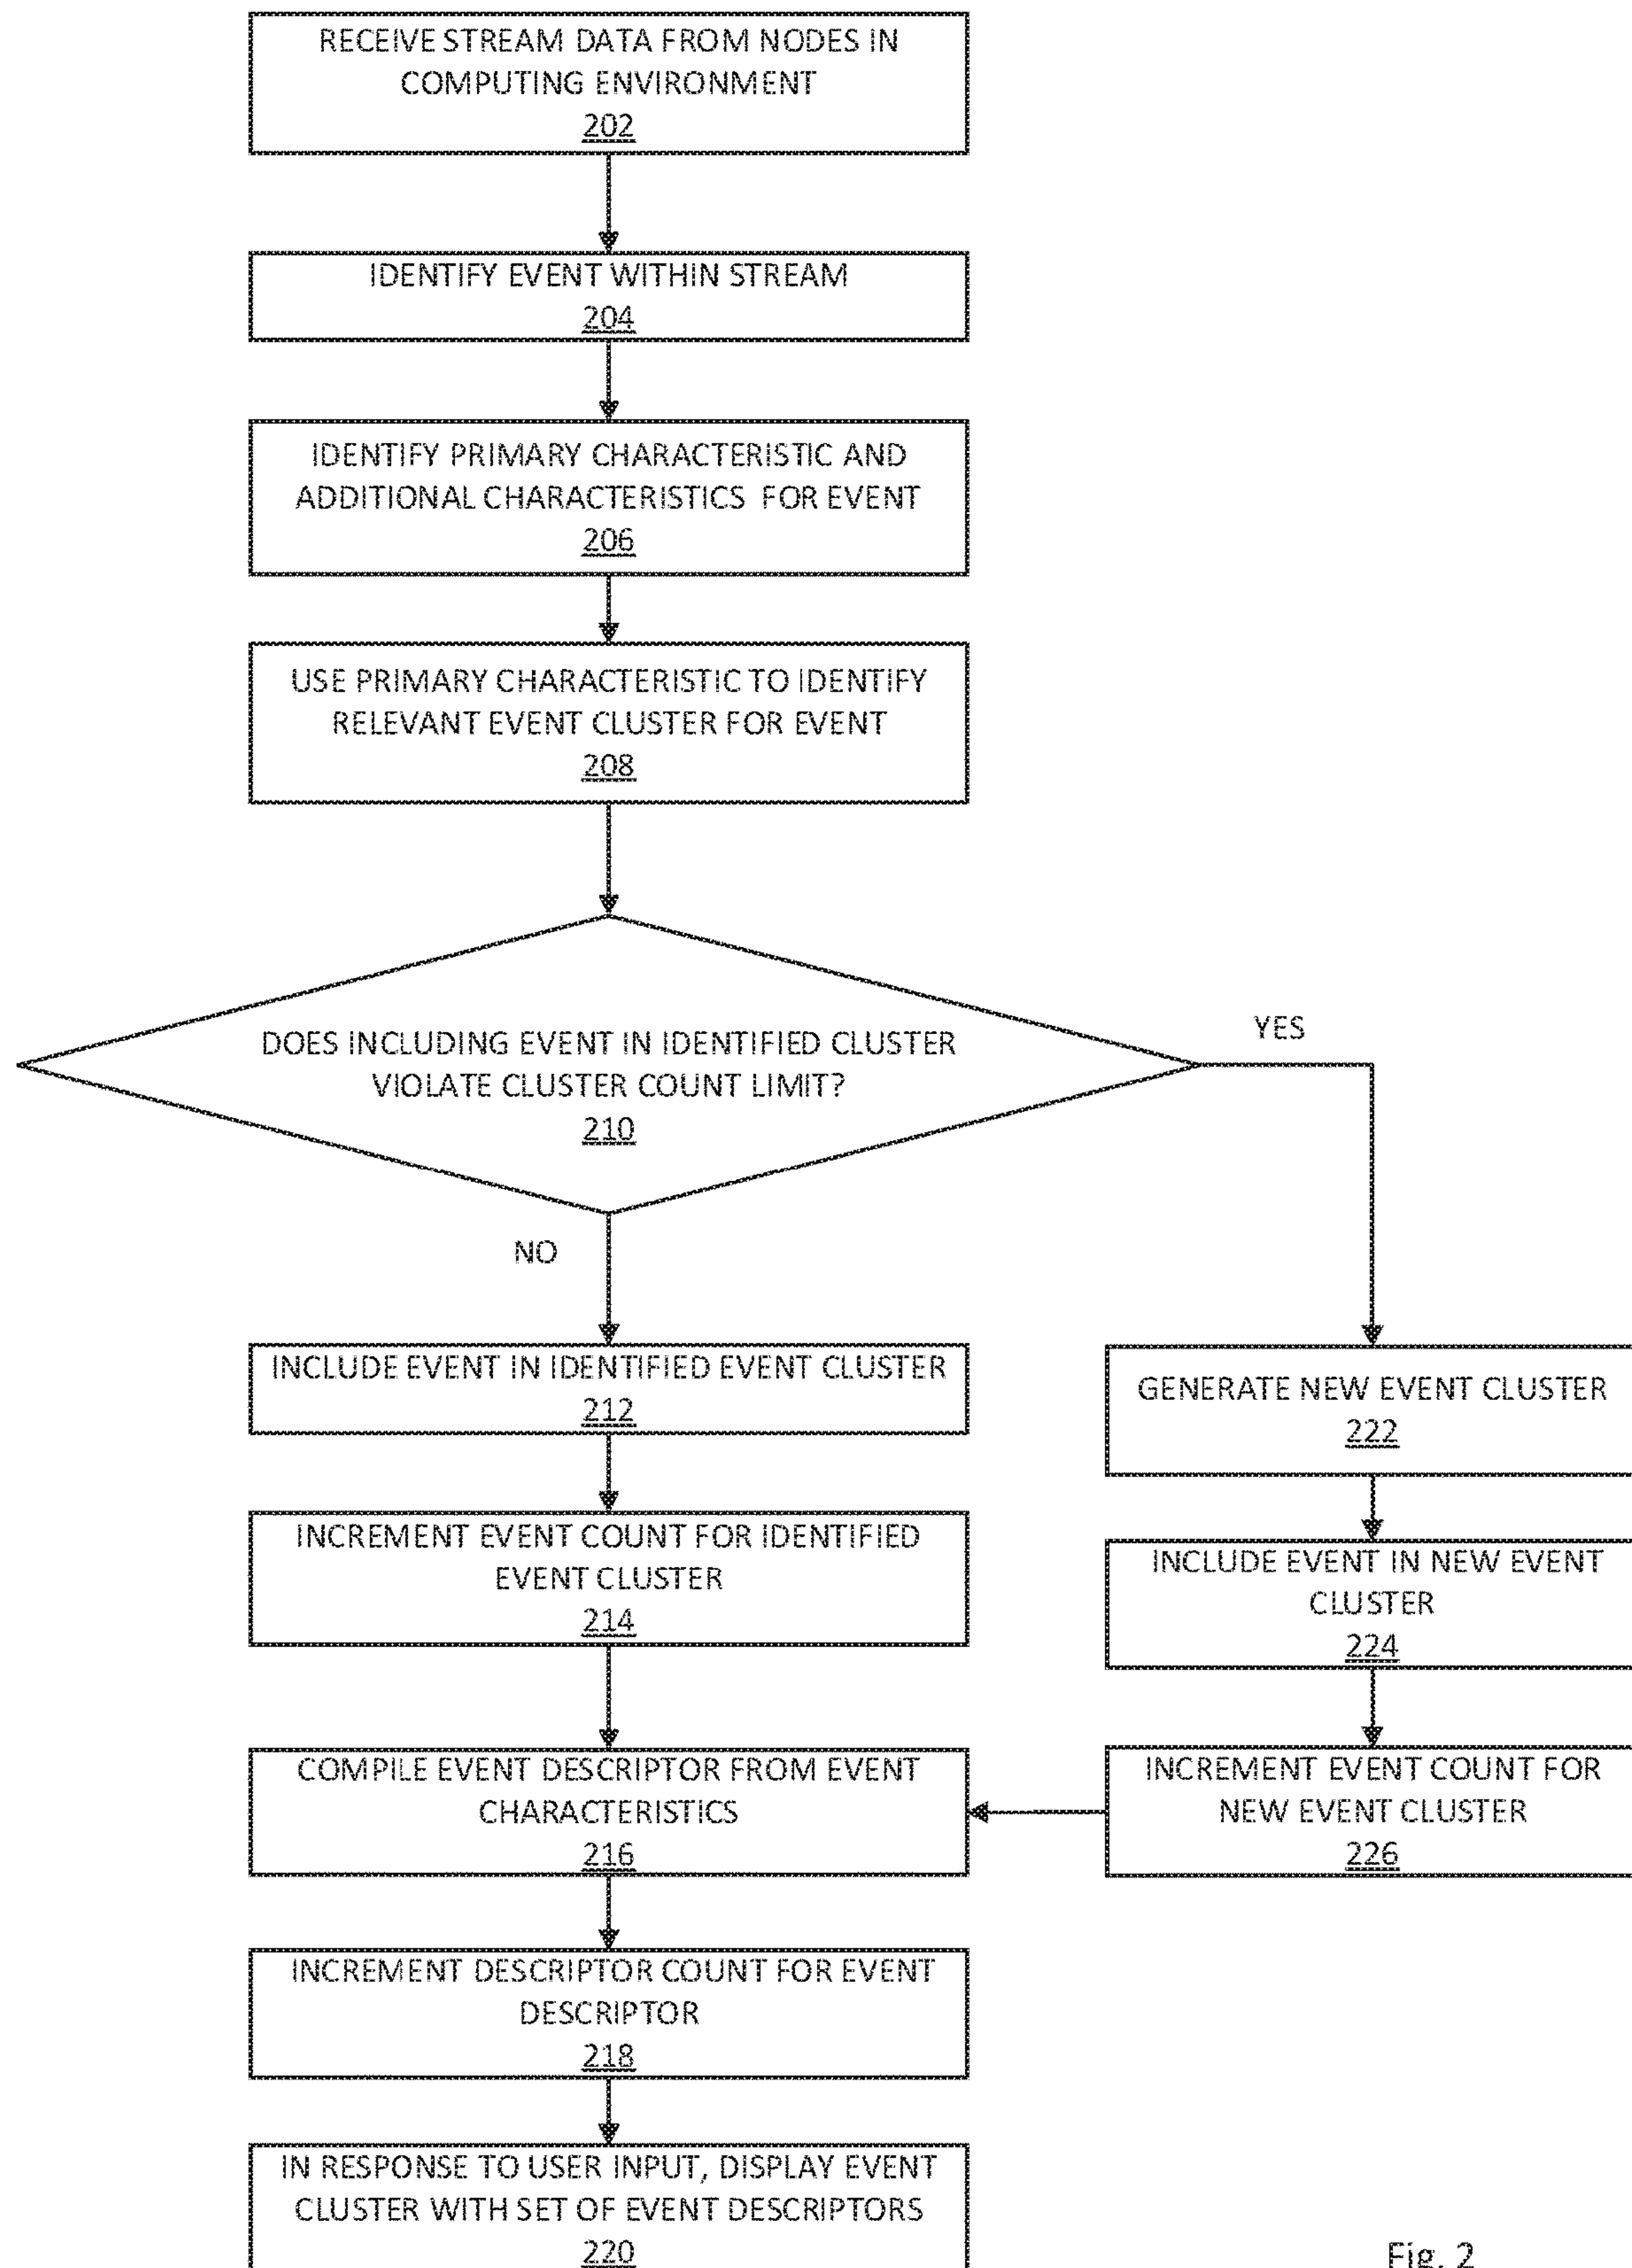 RECEIVE STREAM DATA FROM NODES IN
COMPUTING ENVIRONMENT
202
IDENTIFY EVENT WITHIN STREAM
204
IDENTIFY PRIMARY CHARACTERISTIC AND
ADDITIONAL CHARACTERISTICS FOR EVENT
206
USE PRIMARY CHARACTERISTIC TO IDENTIFY
RELEVANT EVENT CLUSTER FOR EVENT
208
DOES INCLUDING EVENT IN IDENTIFIED CLUSTER
VIOLATE CLUSTER COUNT LIMIT?
210
YES
NO
INCLUDE EVENT IN IDENTIFIED EVENT CLUSTER
212
INCREMENT EVENT COUNT FOR IDENTIFIED
EVENT CLUSTER
214
GENERATE NEW EVENT CLUSTER
222
INCLUDE EVENT IN NEW EVENT
CLUSTER
224
INCREMENT EVENT COUNT FOR
NEW EVENT CLUSTER
226
COMPILE EVENT DESCRIPTOR FROM EVENT
CHARACTERISTICS
216
INCREMENT DESCRIPTOR COUNT FOR EVENT
DESCRIPTOR
218
IN RESPONSE TO USER INPUT, DISPLAY EVENT
CLUSTER WITH SET OF EVENT DESCRIPTORS
220
Fig. 2